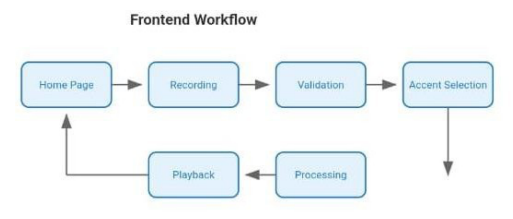 Frontend Workflow
Home Page
Recording
Validation
Accent Selection
Playback
Processing